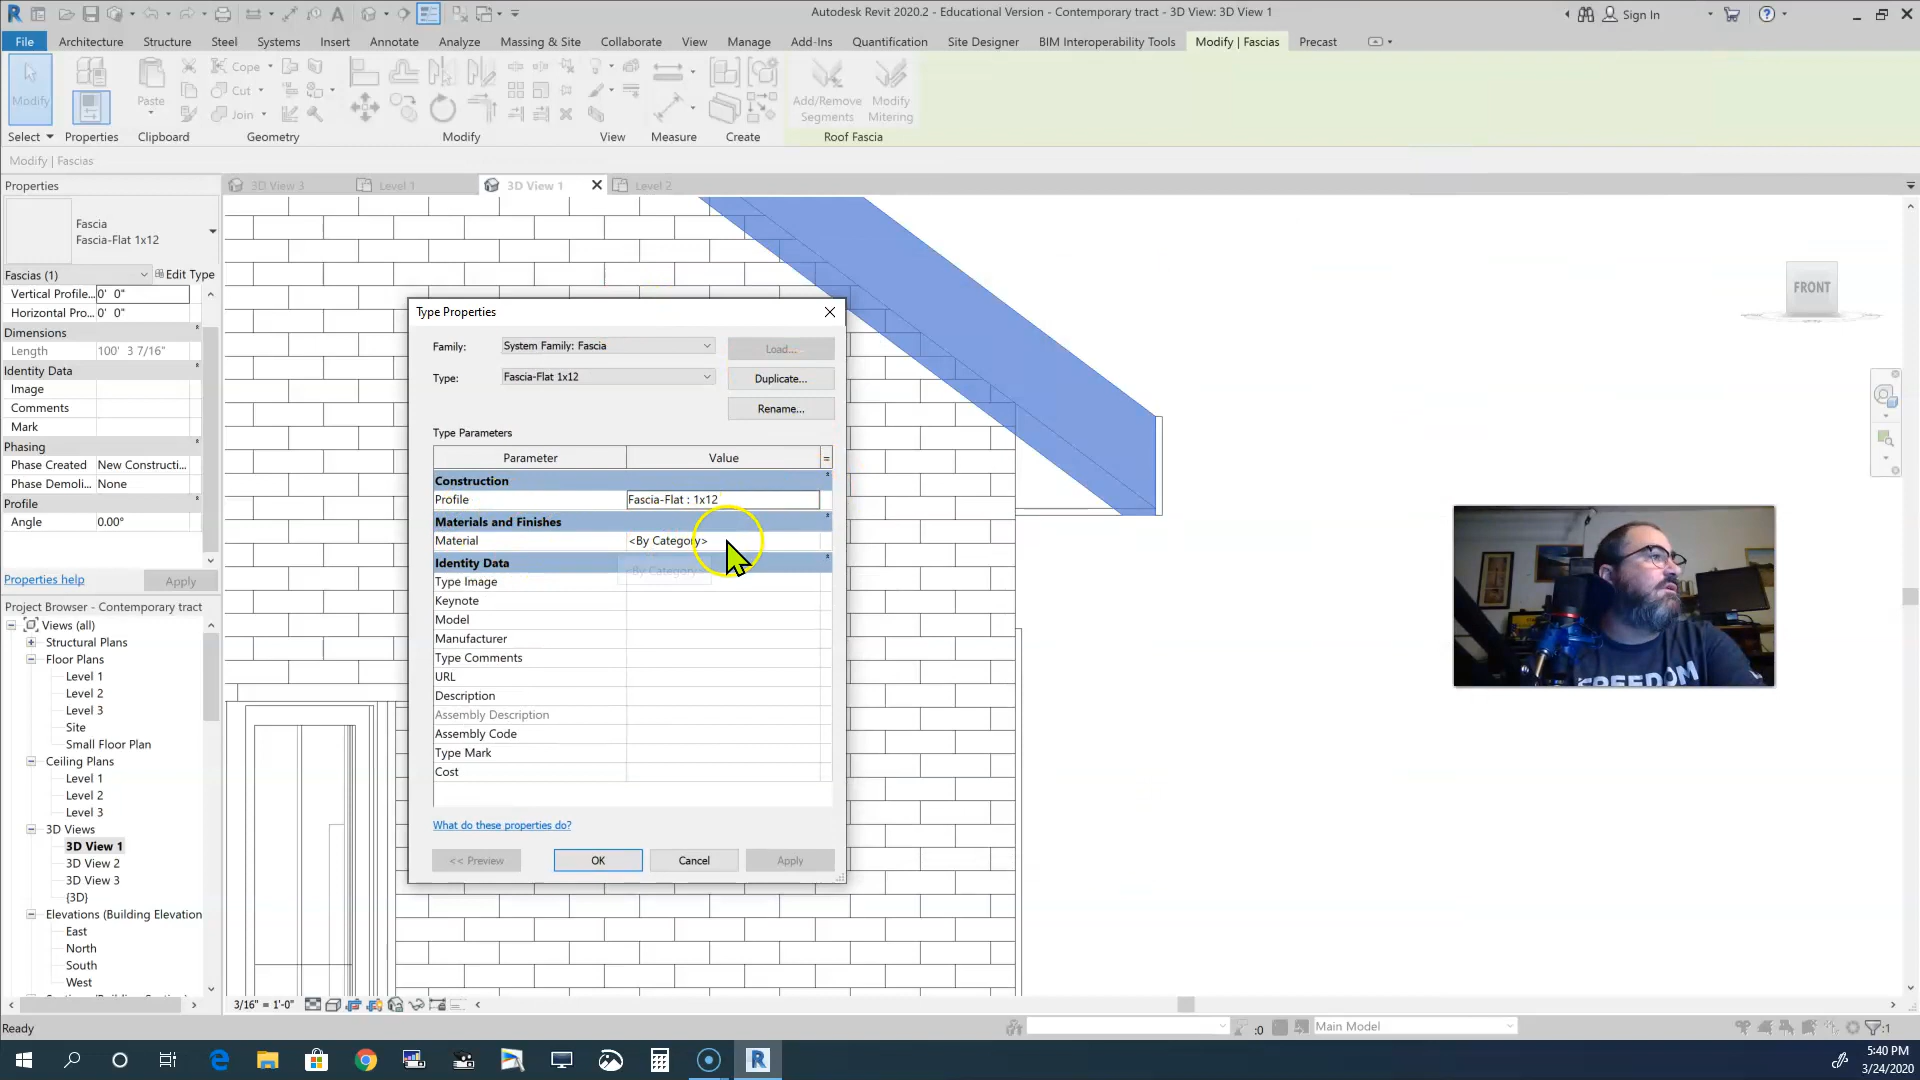 Autodesk Revit 2020.2 - Educational Version - Contemporary tract - 3D View: 3D View 1
Sign In
File Architecture Structure Steel Systems Insert Annotate Analyze Massing & Site Collaborate View Manage Add-Ins Quantification Site Designer BIM Interoperability Tools Modify | Fascias Precast
Modify
Paste
Cope
Cut
Join
Add/Remove Segments
Modify Mitering
Select Properties Clipboard Geometry Modify View Measure Create Roof Fascia
Modify | Fascias
Properties
3D View 3
Level 1
3D View 1
Level 2
Fascia
Fascia-Flat 1x12
Fascias (1)
Edit Type
Vertical Profile... 0' 0"
Horizontal Pro... 0' 0"
Dimensions
Length 100' 3 7/16"
Identity Data
Image
Comments
Mark
Phasing
Phase Created New Constructi...
Phase Demoli... None
Profile
Angle 0.00°
Properties help
Apply
Project Browser - Contemporary tract
Views (all)
Structural Plans
Floor Plans
Level 1
Level 2
Level 3
Site
Small Floor Plan
Ceiling Plans
Level 1
Level 2
Level 3
3D Views
3D View 1
3D View 2
3D View 3
{3D}
Elevations (Building Elevation
East
North
South
West
Type Properties
Family: System Family: Fascia Load...
Type: Fascia-Flat 1x12 Duplicate...
Rename...
Type Parameters
Parameter Value =
Construction
Profile Fascia-Flat : 1x12
Materials and Finishes
Material <By Category>
Identity Data
Type Image
Keynote
Model
Manufacturer
Type Comments
URL
Description
Assembly Description
Assembly Code
Type Mark
Cost
What do these properties do?
<< Preview OK Cancel Apply
FRONT
FREEDOM
3/16" = 1'-0"
Ready
:0
Main Model
:1
5:40 PM
3/24/2020